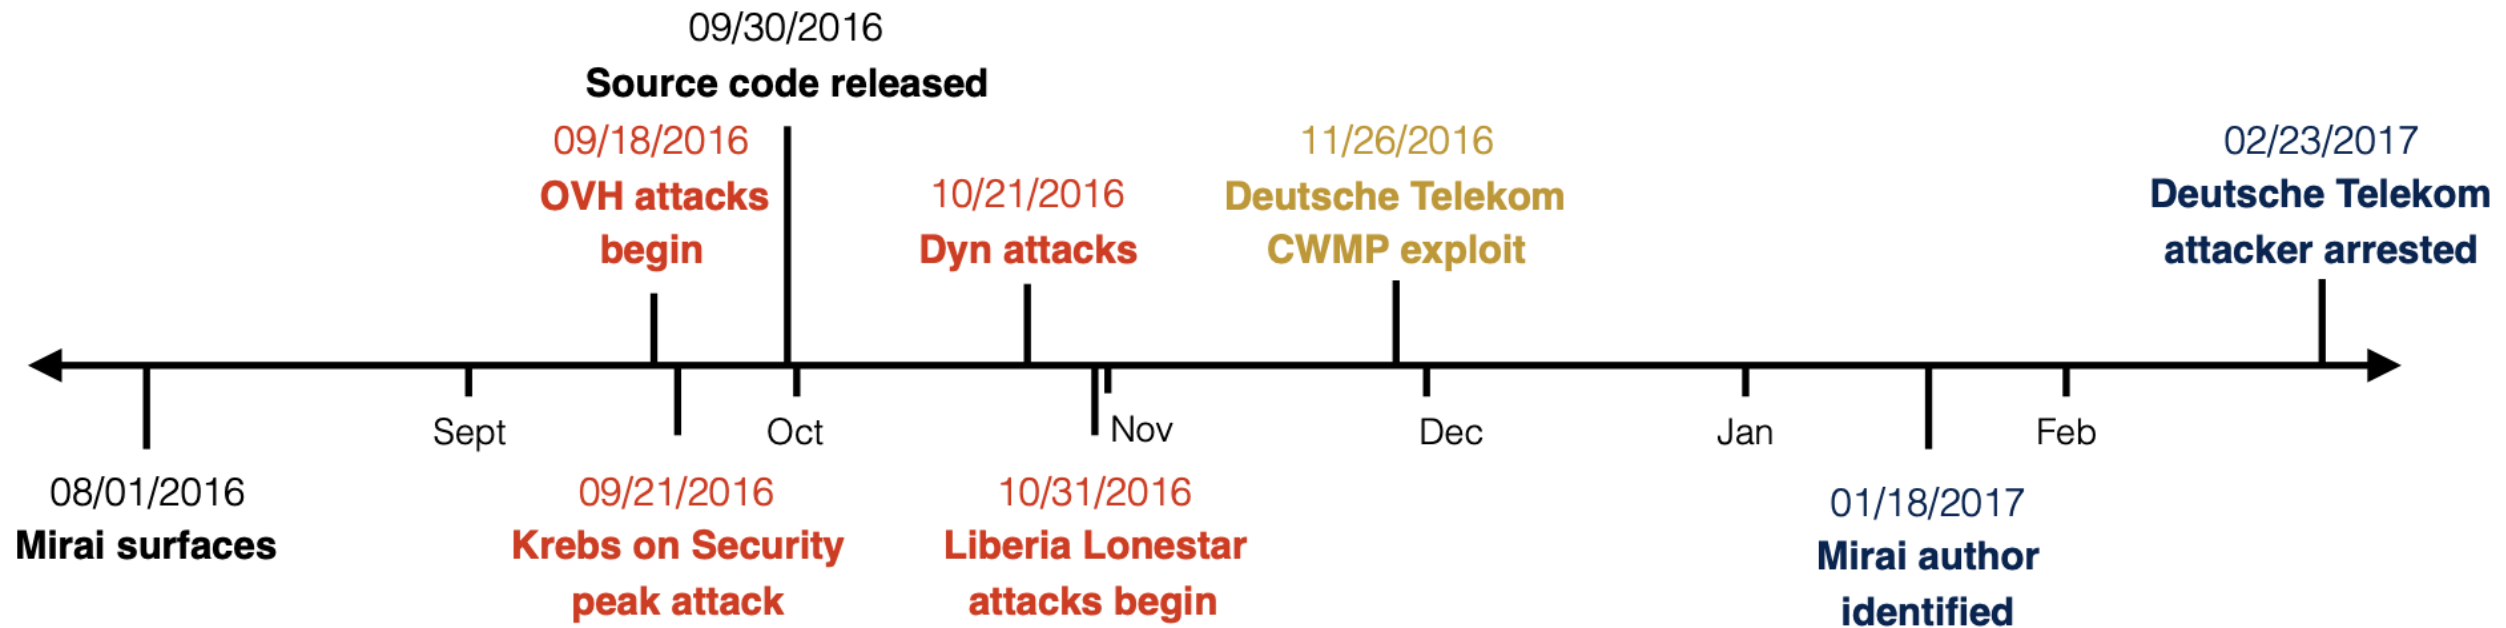 09/30/2016
Source code released
09/18/2016
OVH attacks
begin
10/21/2016
Dyn attacks
11/26/2016
Deutsche Telekom
CWMP exploit
02/23/2017
Deutsche Telekom
attacker arrested
Sept
Oct
Nov
Dec
Jan
Feb
08/01/2016
Mirai surfaces
09/21/2016
Krebs on Security
peak attack
10/31/2016
Liberia Lonestar
attacks begin
01/18/2017
Mirai author
identified